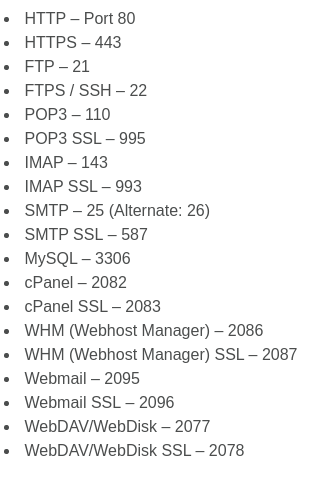 • HTTP – Port 80
• HTTPS – 443
• FTP – 21
• FTPS / SSH – 22
• POP3 – 110
• POP3 SSL – 995
• IMAP – 143
• IMAP SSL – 993
• SMTP – 25 (Alternate: 26)
• SMTP SSL – 587
• MySQL – 3306
• cPanel – 2082
• cPanel SSL – 2083
• WHM (Webhost Manager) – 2086
• WHM (Webhost Manager) SSL – 2087
• Webmail – 2095
• Webmail SSL – 2096
• WebDAV/WebDisk – 2077
• WebDAV/WebDisk SSL – 2078